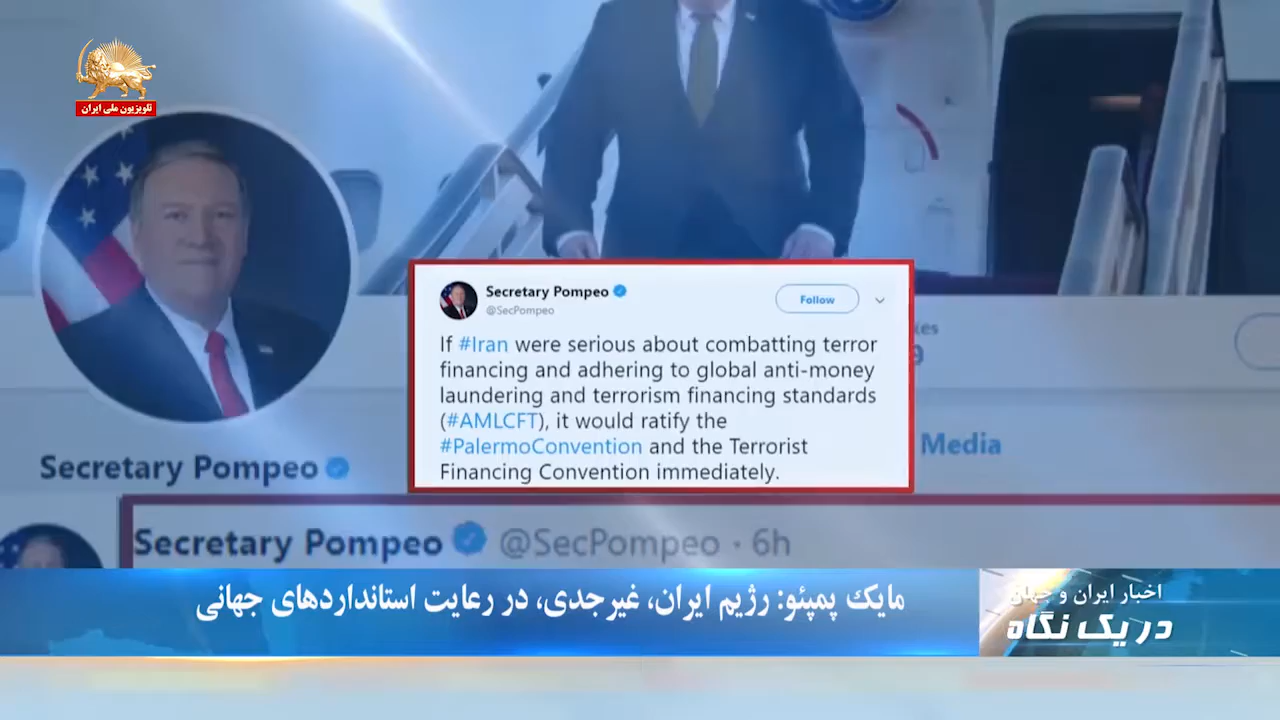 تلویزیون ملی ایران
Secretary Pompeo
@SecPompeo
Follow
If #Iran were serious about combatting terror
financing and adhering to global anti-money
laundering and terrorism financing standards
(#AMLCFT), it would ratify the
#PalermoConvention and the Terrorist
Financing Convention immediately.
9
Media
Secretary Pompeo
Secretary Pompeo @SecPompeo · 6h
اخبار ایران و جهان
در یک نگاه
مایک پمپئو: رژیم ایران، غیرجدی، در رعایت استانداردهای جهانی